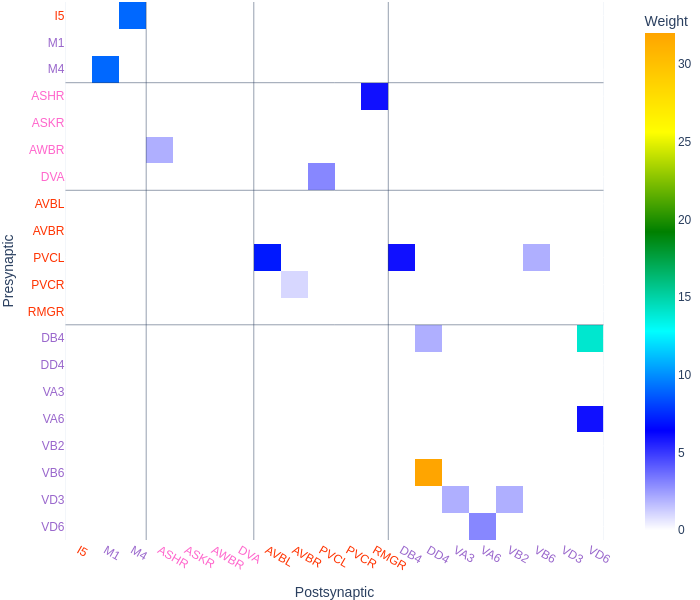 Weight
I5
M1
M4
ASHR
ASKR
AWBR
DVA
AVBL
AVBR
PVCL
PVCR
RMGR
DB4
DD4
VA3
VA6
VB2
VB6
VD3
VD6
Presynaptic
I5 M1 M4 ASHR ASKR AWBR DVA AVBL AVBR PVCL PVCR RMGR DB4 DD4 VA3 VA6 VB2 VB6 VD3 VD6
Postsynaptic
30
25
20
15
10
5
0